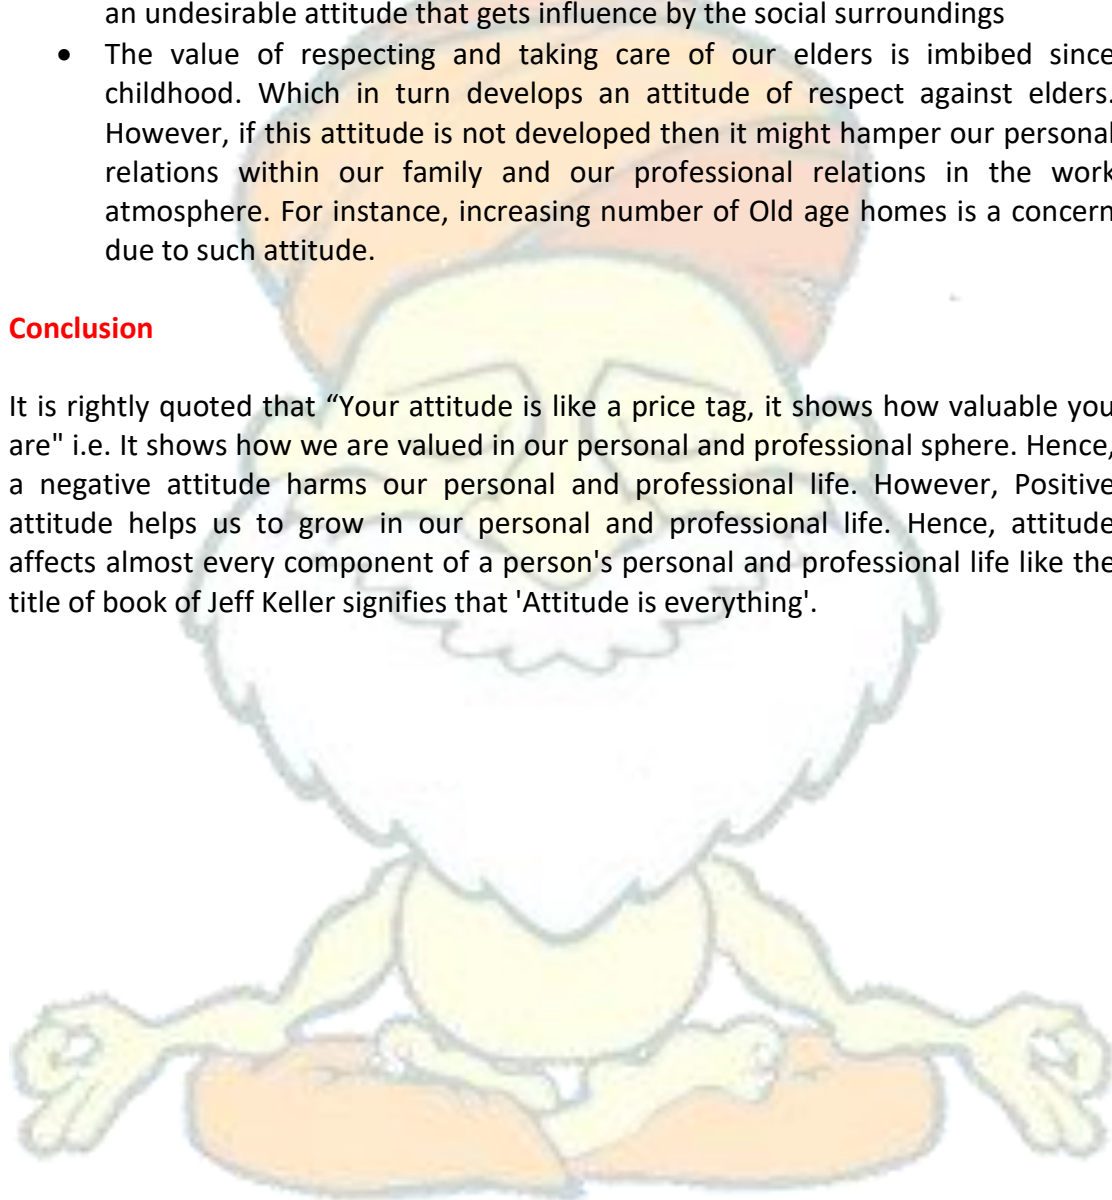 an undesirable attitude that gets influence by the social surroundings
• The value of respecting and taking care of our elders is imbibed since
childhood. Which in turn develops an attitude of respect against elders.
However, if this attitude is not developed then it might hamper our personal
relations within our family and our professional relations in the work
atmosphere. For instance, increasing number of Old age homes is a concern
due to such attitude.
Conclusion
It is rightly quoted that “Your attitude is like a price tag, it shows how valuable you
are" i.e. It shows how we are valued in our personal and professional sphere. Hence,
a negative attitude harms our personal and professional life. However, Positive
attitude helps us to grow in our personal and professional life. Hence, attitude
affects almost every component of a person's personal and professional life like the
title of book of Jeff Keller signifies that 'Attitude is everything'.